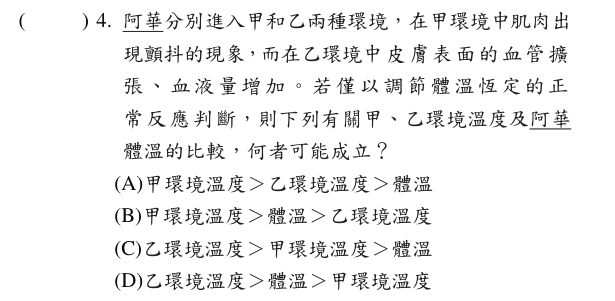 (　　) 4. 阿華分別進入甲和乙兩種環境，在甲環境中肌肉出
現顫抖的現象，而在乙環境中皮膚表面的血管擴
張、血液量增加。若僅以調節體溫恆定的正
常反應判斷，則下列有關甲、乙環境溫度及阿華
體溫的比較，何者可能成立？
(A)甲環境溫度＞乙環境溫度＞體溫
(B)甲環境溫度＞體溫＞乙環境溫度
(C)乙環境溫度＞甲環境溫度＞體溫
(D)乙環境溫度＞體溫＞甲環境溫度